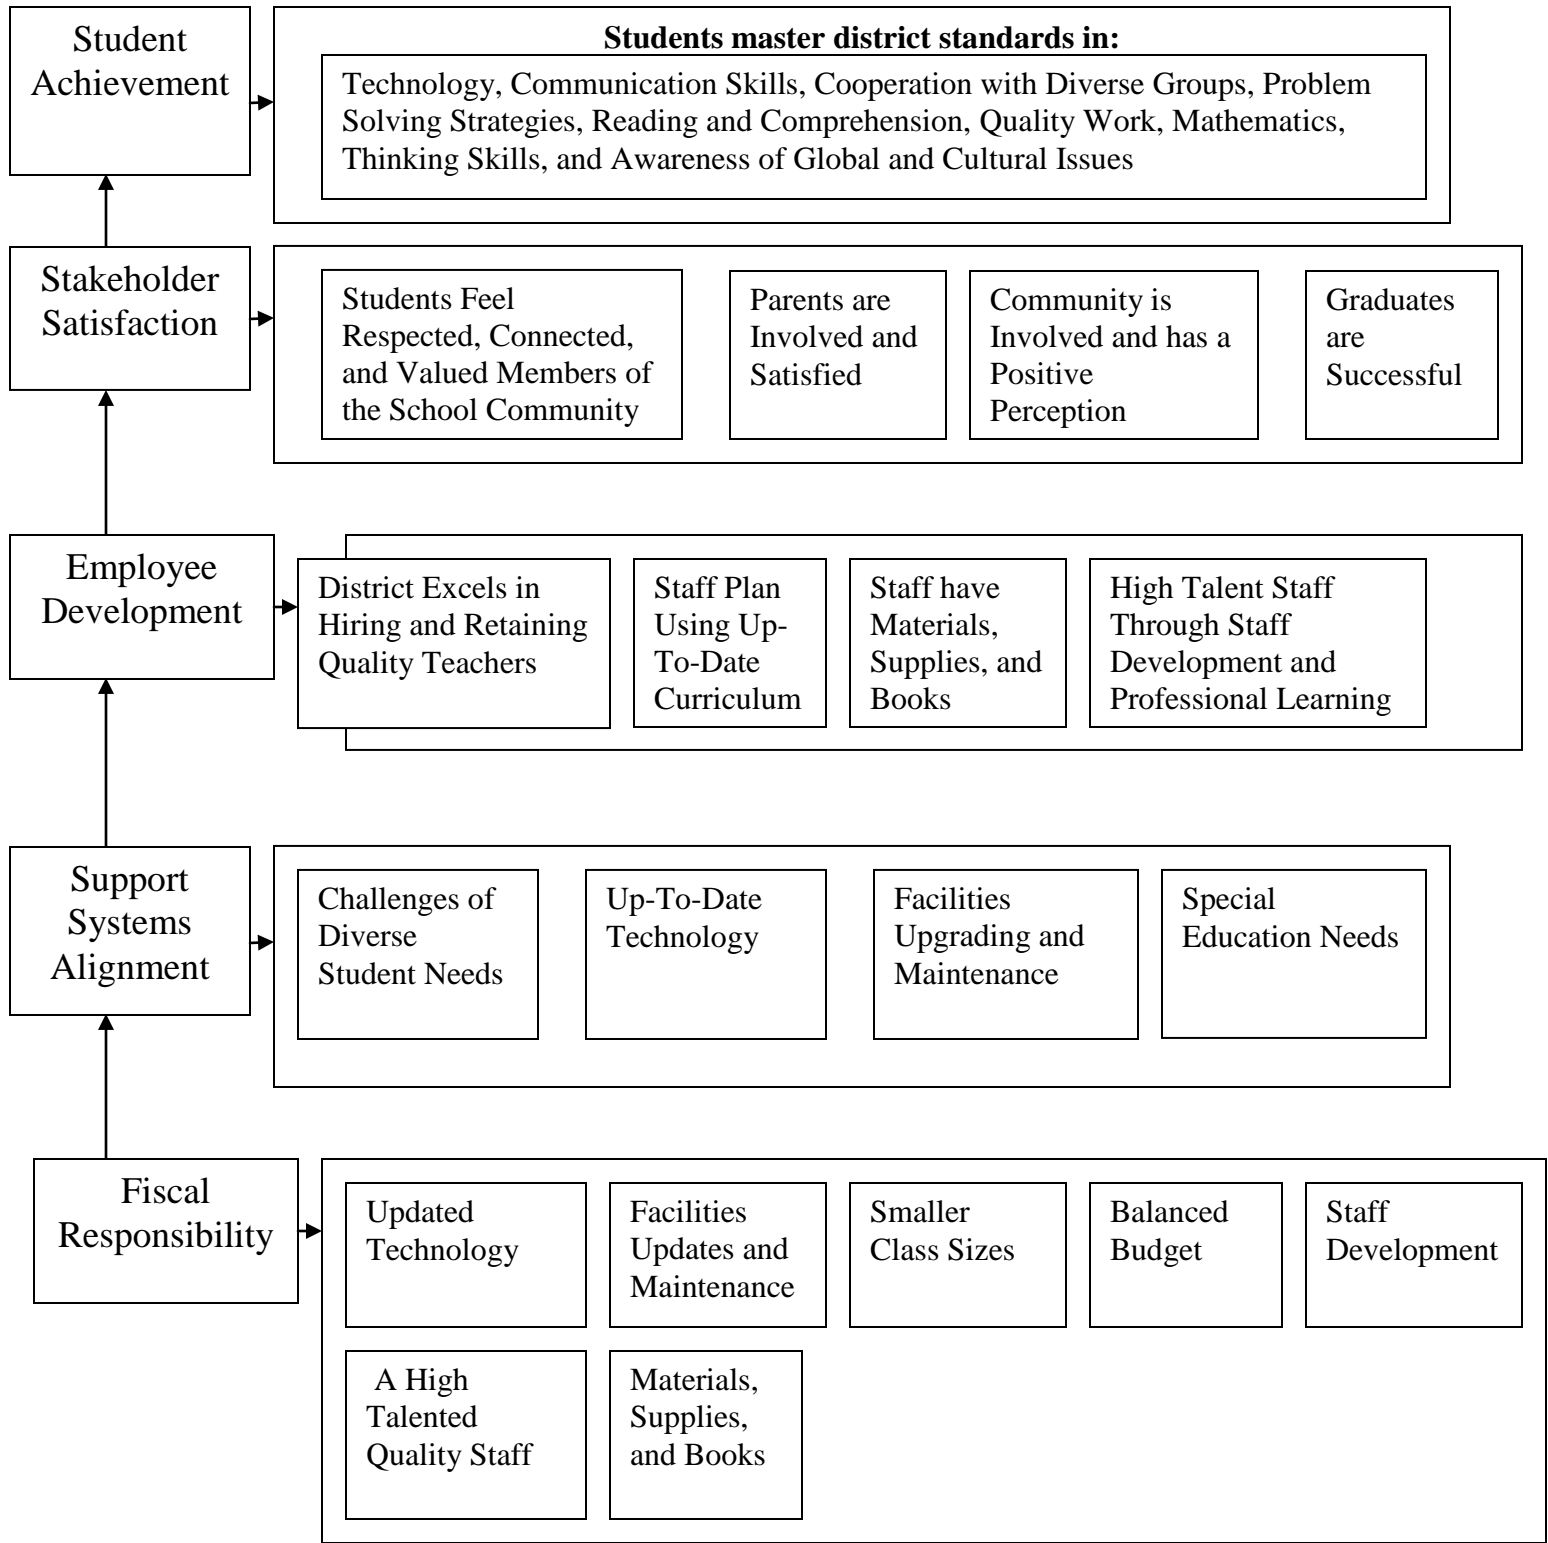 Student
Achievement
Students master district standards in:
Technology, Communication Skills, Cooperation with Diverse Groups, Problem
Solving Strategies, Reading and Comprehension, Quality Work, Mathematics,
Thinking Skills, and Awareness of Global and Cultural Issues
Stakeholder
Satisfaction
Students Feel
Respected, Connected,
and Valued Members of
the School Community
Parents are
Involved and
Satisfied
Community is
Involved and has a
Positive
Perception
Graduates
are
Successful
Employee
Development
District Excels in
Hiring and Retaining
Quality Teachers
Staff Plan
Using Up-
To-Date
Curriculum
Staff have
Materials,
Supplies, and
Books
High Talent Staff
Through Staff
Development and
Professional Learning
Support
Systems
Alignment
Challenges of
Diverse
Student Needs
Up-To-Date
Technology
Facilities
Upgrading and
Maintenance
Special
Education Needs
Fiscal
Responsibility
Updated
Technology
Facilities
Updates and
Maintenance
Smaller
Class Sizes
Balanced
Budget
Staff
Development
A High
Talented
Quality Staff
Materials,
Supplies,
and Books